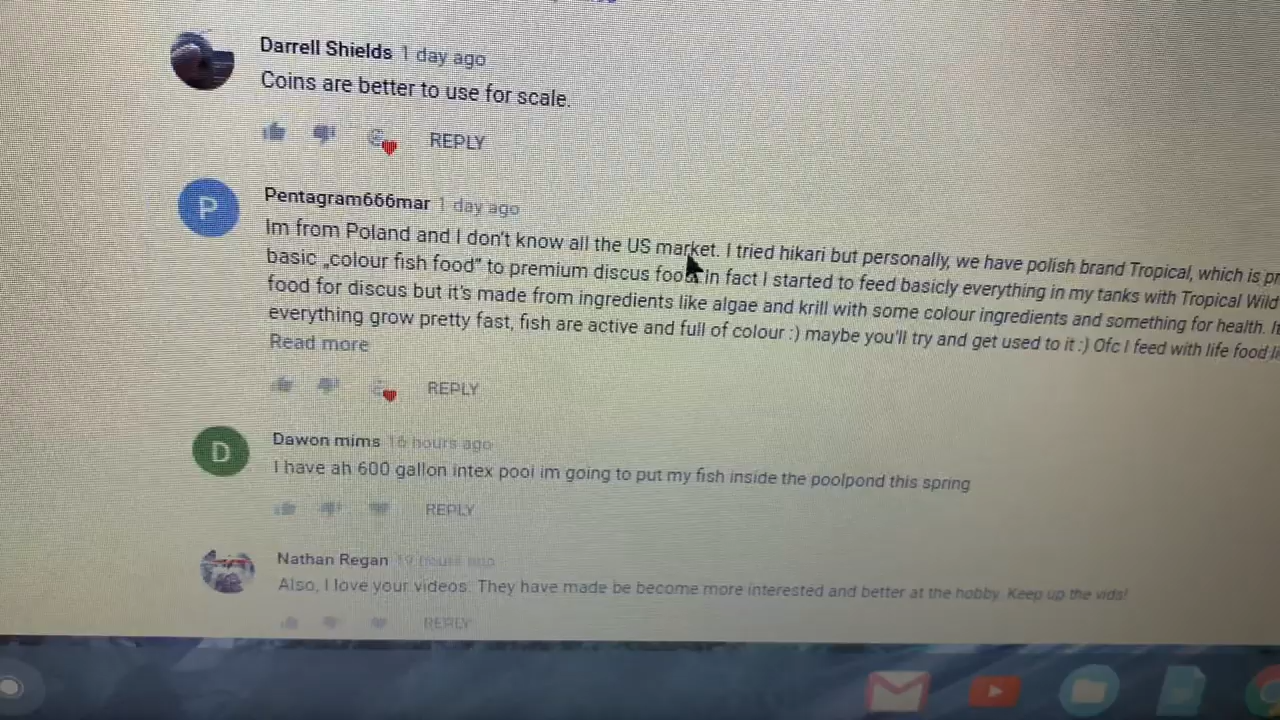 Darrell Shields 1 day ago
Coins are better to use for scale.
REPLY
P
Pentagram666mar 1 day ago
Im from Poland and I don't know all the US market. I tried hikari but personally, we have polish brand Tropical, which is
basic „colour fish food" to premium discus food. In fact I started to feed basicly everything in my tanks with Tropical Wild
food for discus but it's made from ingredients like algae and krill with some colour ingredients and something for health.
everything grow pretty fast, fish are active and full of colour :) maybe you'll try and get used to it :) Ofc I feed with life food
Read more
REPLY
D
Dawon mims 16 hours ago
I have ah 600 gallon intex pool im going to put my fish inside the poolpond this spring
REPLY
Nathan Regan 19 hours ago
Also, I love your videos. They have made be become more interested and better at the hobby. Keep up the vids!
REPLY